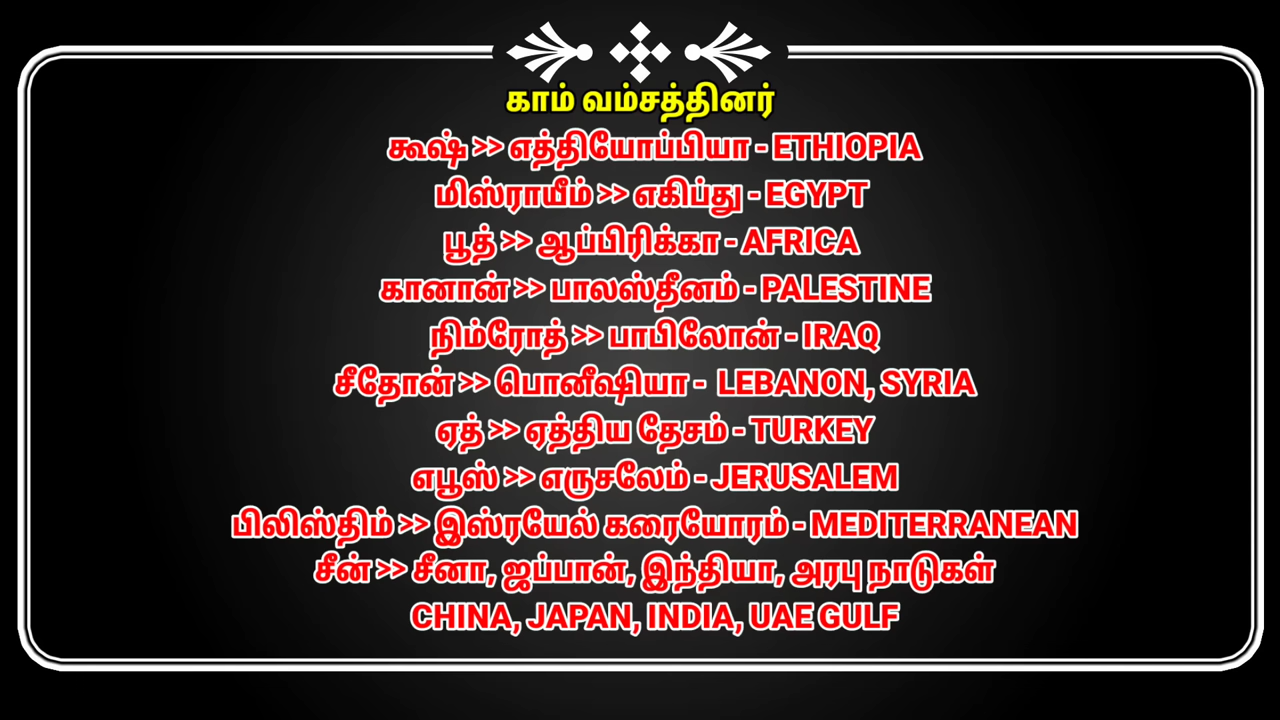 காம் வம்சத்தினர்
கூஷ் >> எத்தியோப்பியா - ETHIOPIA
மிஸ்ராயீம் >> எகிப்து - EGYPT
பூத் >> ஆப்பிரிக்கா - AFRICA
கானான் >> பாலஸ்தீனம் - PALESTINE
நிம்ரோத் >> பாபிலோன் - IRAQ
சீதோன் >> பொனீஷியா - LEBANON, SYRIA
ஏத் >> ஏத்திய தேசம் - TURKEY
எபூஸ் >> எருசலேம் - JERUSALEM
பிலிஸ்திம் >> இஸ்ரயேல் கரையோரம் - MEDITERRANEAN
சீன் >> சீனா, ஜப்பான், இந்தியா, அரபு நாடுகள்
CHINA, JAPAN, INDIA, UAE GULF